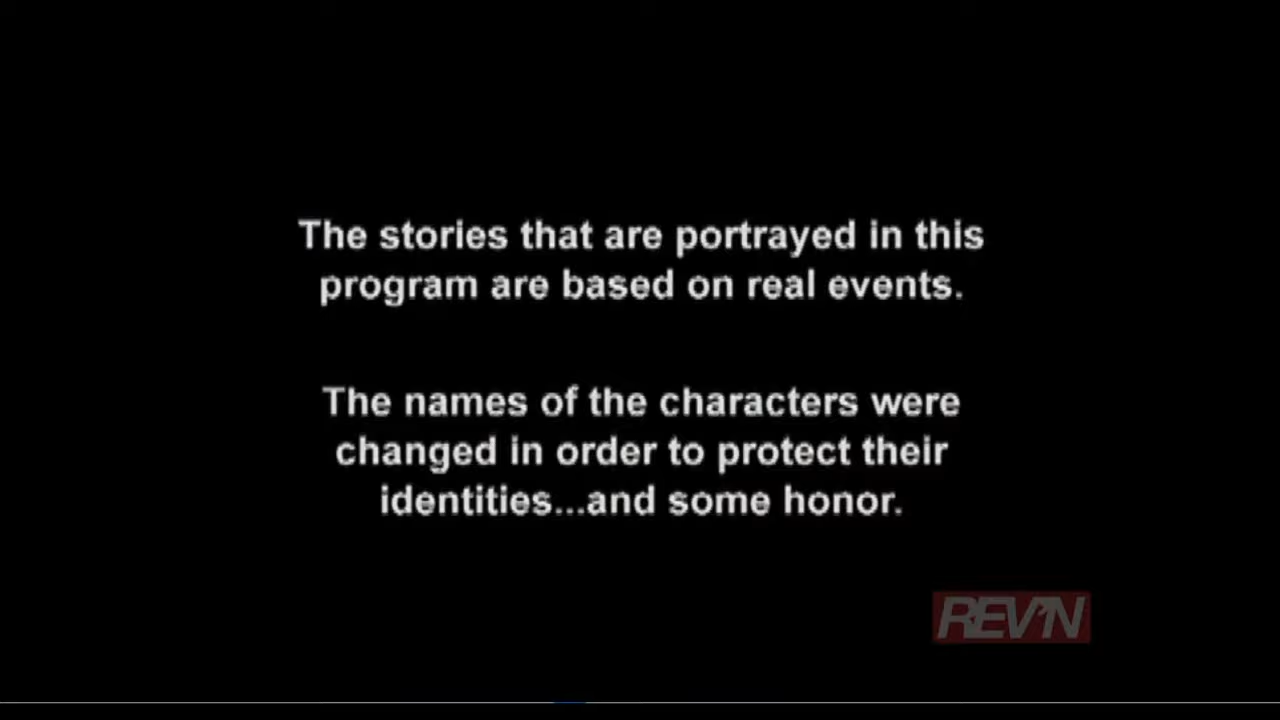 The stories that are portrayed in this
program are based on real events.
The names of the characters were
changed in order to protect their
identities...and some honor.
REV'N